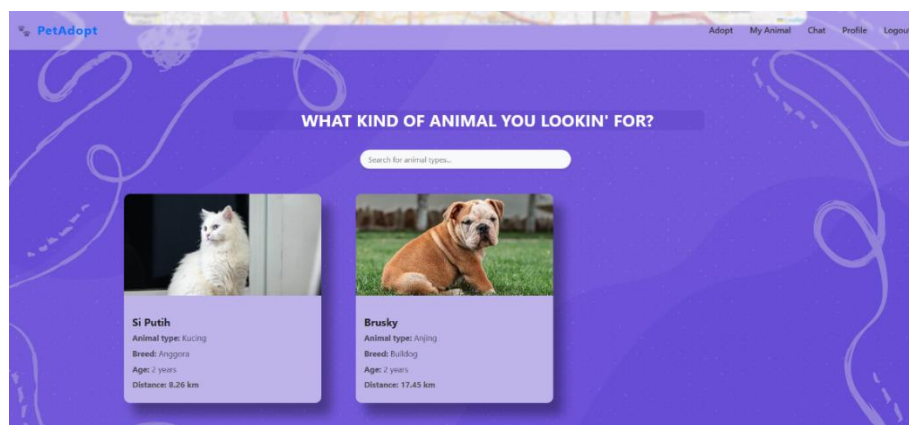 PetAdopt
Adopt My Animal Chat Profile Logout
WHAT KIND OF ANIMAL YOU LOOKIN' FOR?
Search for animal types...
Si Putih
Animal type: Kucing
Breed: Anggora
Age: 2 years
Distance: 8.26 km
Brusky
Animal type: Anjing
Breed: Bulldog
Age: 2 years
Distance: 17.45 km